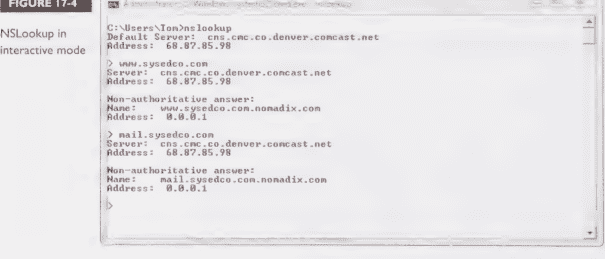 FIGURE 17-4
NSLookup in
interactive mode
C:\Users\Tom>nslookup
Default Server:  cns.cmc.co.denver.comcast.net
Address:  68.87.85.98
> www.sysedco.com
Server:  cns.cmc.co.denver.comcast.net
Address:  68.87.85.98
Non-authoritative answer:
Name:    www.sysedco.com.nomadix.com
Address:  0.0.0.1
> mail.sysedco.com
Server:  cns.cmc.co.denver.comcast.net
Address:  68.87.85.98
Non-authoritative answer:
Name:    mail.sysedco.com.nomadix.com
Address:  0.0.0.1
>